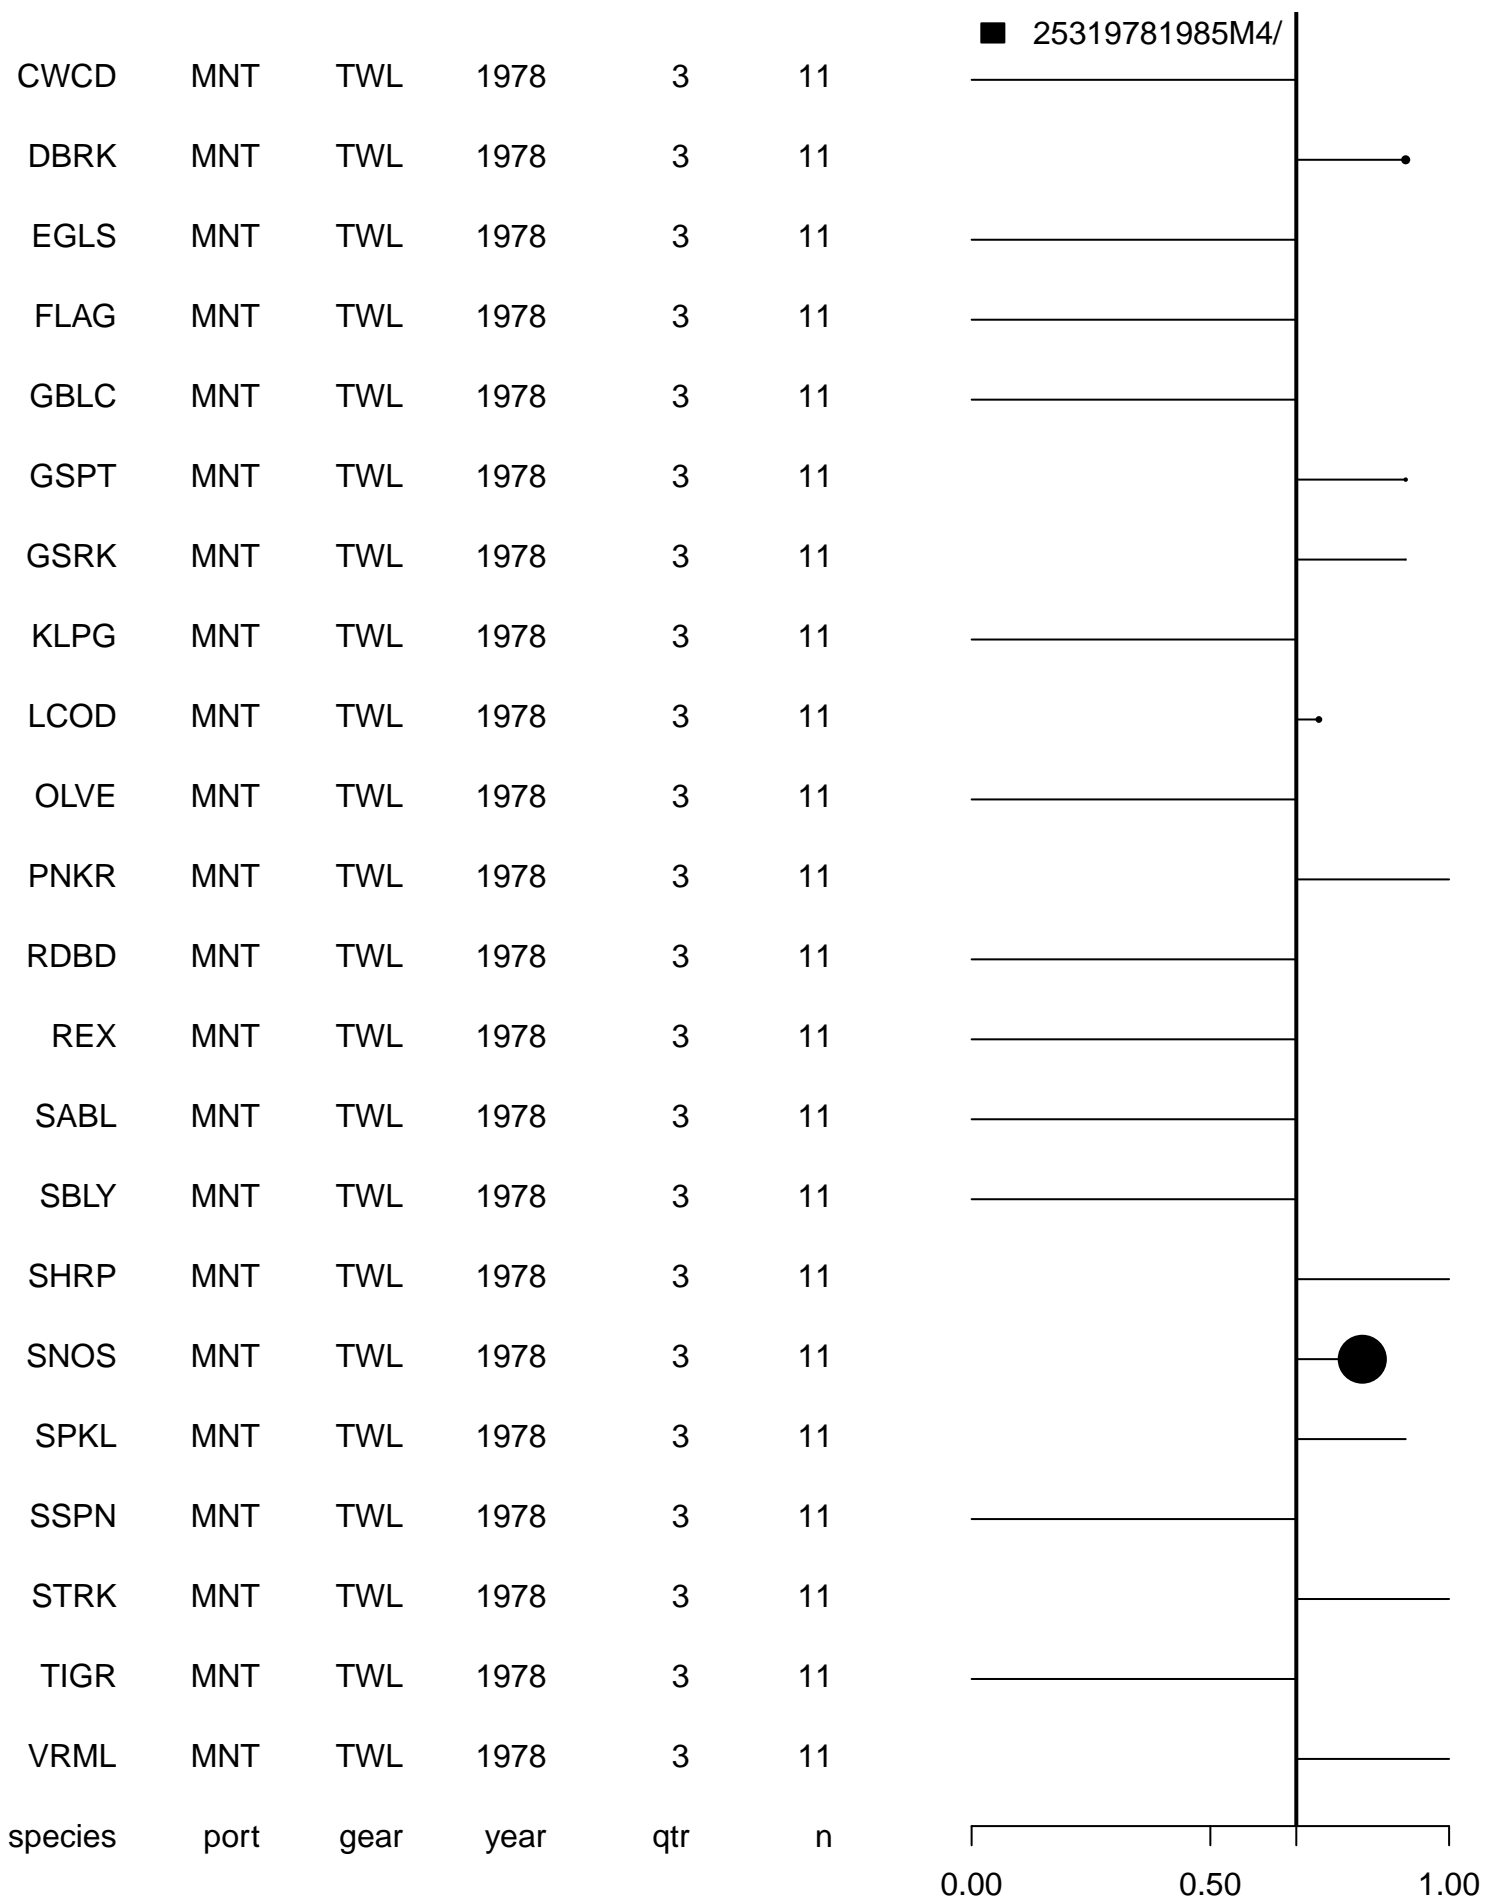 25319781985M4/
CWCD MNT TWL 1978 3 11
DBRK MNT TWL 1978 3 11
EGLS MNT TWL 1978 3 11
FLAG MNT TWL 1978 3 11
GBLC MNT TWL 1978 3 11
GSPT MNT TWL 1978 3 11
GSRK MNT TWL 1978 3 11
KLPG MNT TWL 1978 3 11
LCOD MNT TWL 1978 3 11
OLVE MNT TWL 1978 3 11
PNKR MNT TWL 1978 3 11
RDBD MNT TWL 1978 3 11
REX MNT TWL 1978 3 11
SABL MNT TWL 1978 3 11
SBLY MNT TWL 1978 3 11
SHRP MNT TWL 1978 3 11
SNOS MNT TWL 1978 3 11
SPKL MNT TWL 1978 3 11
SSPN MNT TWL 1978 3 11
STRK MNT TWL 1978 3 11
TIGR MNT TWL 1978 3 11
VRML MNT TWL 1978 3 11
species port gear year qtr n
0.00 0.50 1.00